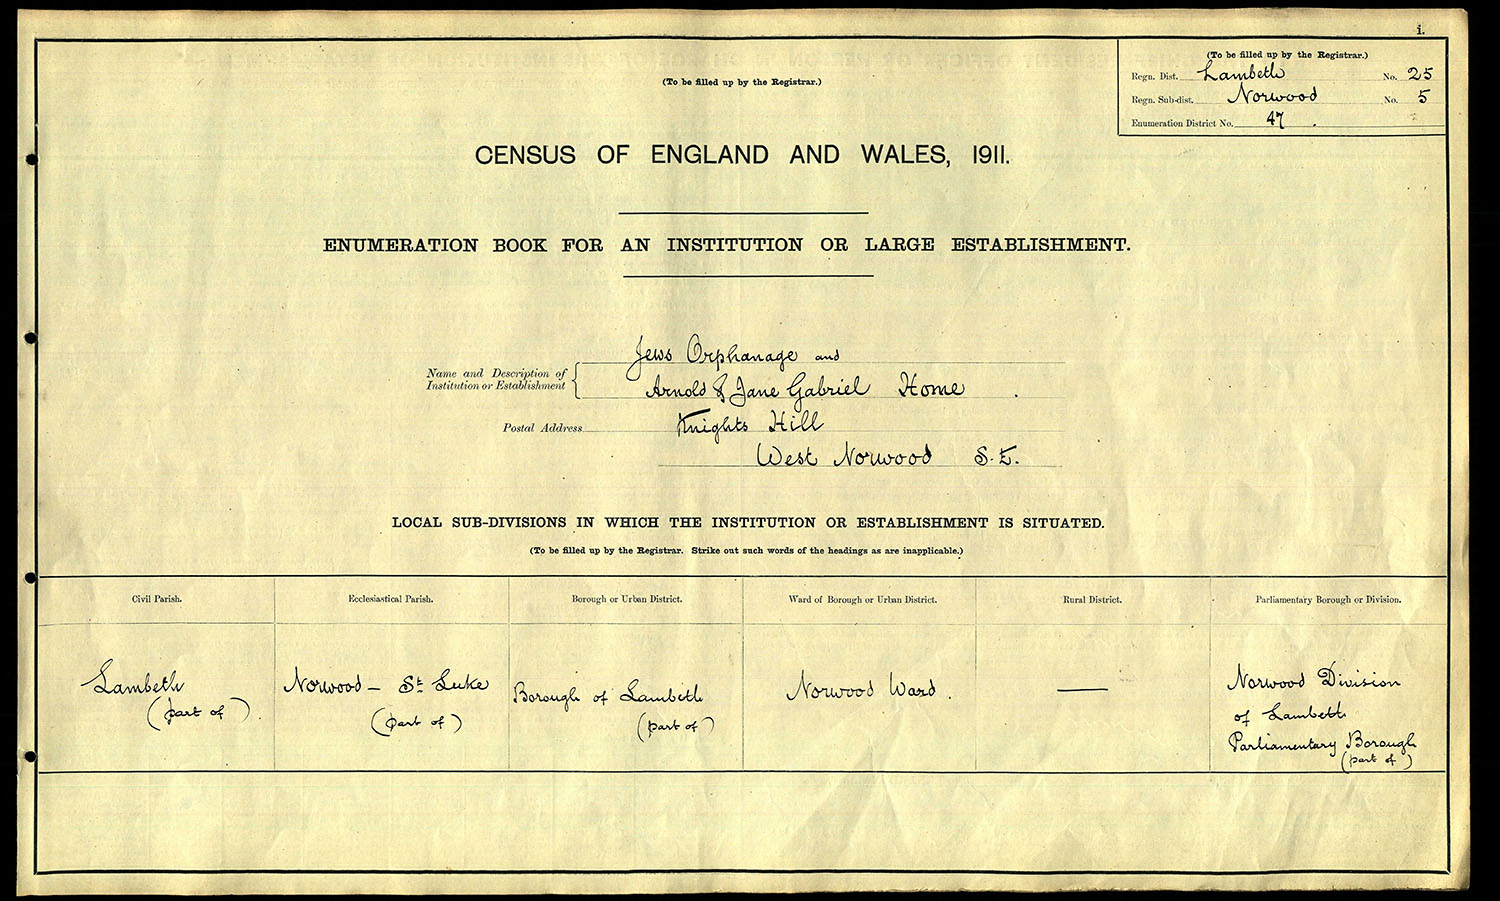 i.
(To be filled up by the Registrar.)
Regn. Dist. Lambeth No. 25
Regn. Sub-dist. Norwood No. 5
Enumeration District No. 47 .
(To be filled up by the Registrar.)
CENSUS OF ENGLAND AND WALES, 1911.
ENUMERATION BOOK FOR AN INSTITUTION OR LARGE ESTABLISHMENT.
Name and Description of
Institution or Establishment
Jews Orphanage and
Arnold & Jane Gabriel Home .
Postal Address Knights Hill
West Norwood S.E.
LOCAL SUB-DIVISIONS IN WHICH THE INSTITUTION OR ESTABLISHMENT IS SITUATED.
(To be filled up by the Registrar. Strike out such words of the headings as are inapplicable.)
Civil Parish.
Ecclesiastical Parish.
Borough or Urban District.
Ward of Borough or Urban District.
Rural District.
Parliamentary Borough or Division.
Lambeth
(part of).
Norwood – St Luke
(part of)
Borough of Lambeth
(part of)
Norwood Ward.
—
Norwood Division
of Lambeth
Parliamentary Borough
(part of)